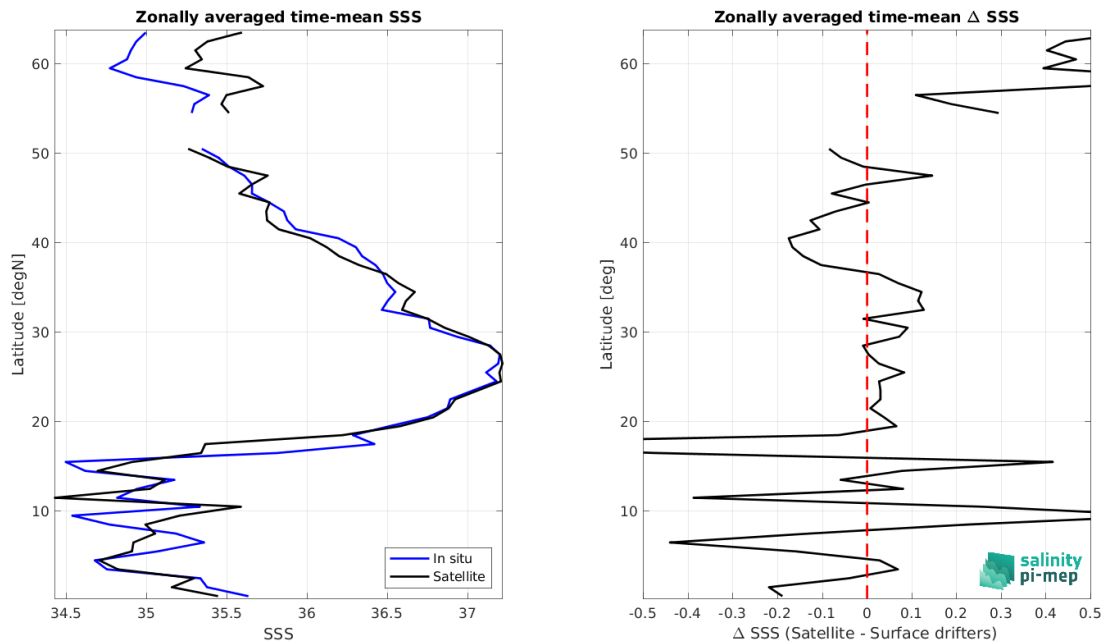 Zonally averaged time-mean SSS
60
50
40
30
20
10
34.5 35 35.5 36 36.5 37
Latitude [degN]
SSS
In situ
Satellite
Zonally averaged time-mean Δ SSS
60
50
40
30
20
10
-0.5 -0.4 -0.3 -0.2 -0.1 0 0.1 0.2 0.3 0.4 0.5
Latitude [deg]
Δ SSS (Satellite - Surface drifters)
salinity
pi-mep